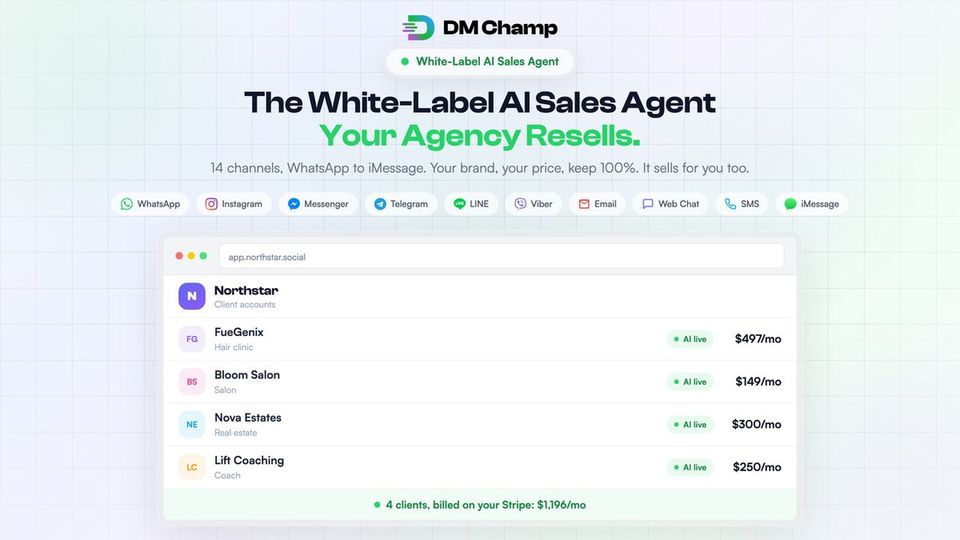 DM Champ
White-Label AI Sales Agent
The White-Label AI Sales Agent
Your Agency Resells.
14 channels, WhatsApp to iMessage. Your brand, your price, keep 100%. It sells for you too.
WhatsApp Instagram Messenger Telegram LINE Viber Email Web Chat SMS iMessage
app.northstar.social
N Northstar
Client accounts
FG FueGenix AI live $497/mo
Hair clinic
BS Bloom Salon AI live $149/mo
Salon
NE Nova Estates AI live $300/mo
Real estate
LC Lift Coaching AI live $250/mo
Coach
4 clients, billed on your Stripe: $1,196/mo